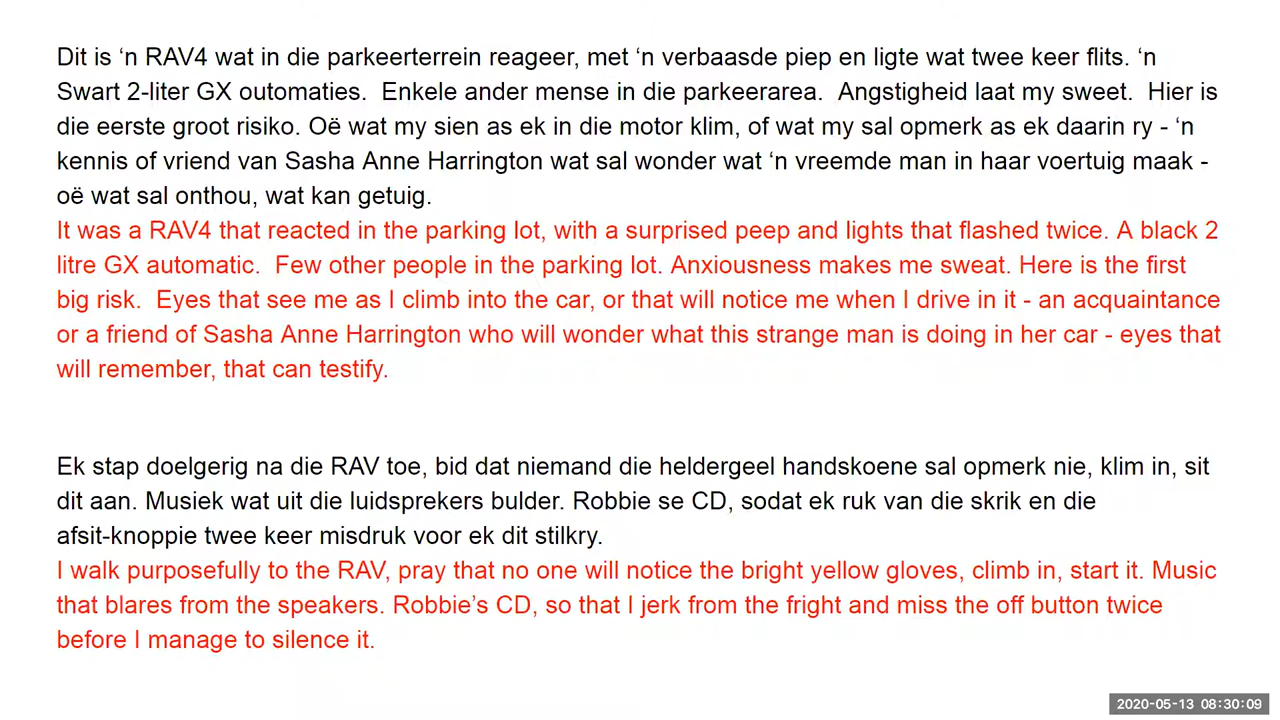 Dit is ‘n RAV4 wat in die parkeerterrein reageer, met ‘n verbaasde piep en ligte wat twee keer flits. ‘n
Swart 2-liter GX outomaties.  Enkele ander mense in die parkeerarea.  Angstigheid laat my sweet.  Hier is
die eerste groot risiko. Oë wat my sien as ek in die motor klim, of wat my sal opmerk as ek daarin ry - ‘n
kennis of vriend van Sasha Anne Harrington wat sal wonder wat ‘n vreemde man in haar voertuig maak -
oë wat sal onthou, wat kan getuig.
It was a RAV4 that reacted in the parking lot, with a surprised peep and lights that flashed twice. A black 2
litre GX automatic.  Few other people in the parking lot. Anxiousness makes me sweat. Here is the first
big risk.  Eyes that see me as I climb into the car, or that will notice me when I drive in it - an acquaintance
or a friend of Sasha Anne Harrington who will wonder what this strange man is doing in her car - eyes that
will remember, that can testify.
Ek stap doelgerig na die RAV toe, bid dat niemand die heldergeel handskoene sal opmerk nie, klim in, sit
dit aan. Musiek wat uit die luidsprekers bulder. Robbie se CD, sodat ek ruk van die skrik en die
afsit-knoppie twee keer misdruk voor ek dit stilkry.
I walk purposefully to the RAV, pray that no one will notice the bright yellow gloves, climb in, start it. Music
that blares from the speakers. Robbie’s CD, so that I jerk from the fright and miss the off button twice
before I manage to silence it.
2020-05-13 08:30:09